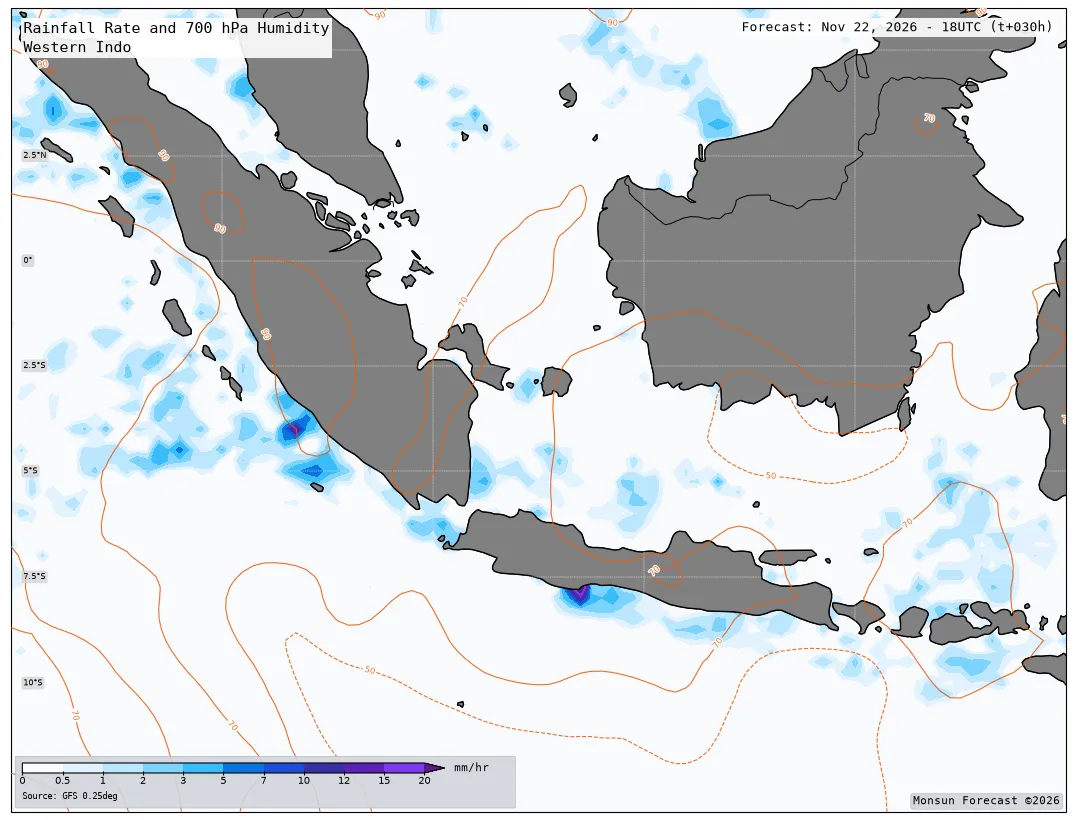 Rainfall Rate and 700 hPa Humidity
Western Indo
Forecast: Nov 22, 2026 - 18UTC (t+030h)
90
90
90
90
70
2.5°N
90
90
0°
70
90
2.5°S
5°S
50
70
7.5°S
70
70
50
10°S
70
70
mm/hr
0 0.5 1 2 3 5 7 10 12 15 20
Source: GFS 0.25deg
Monsun Forecast ©2026